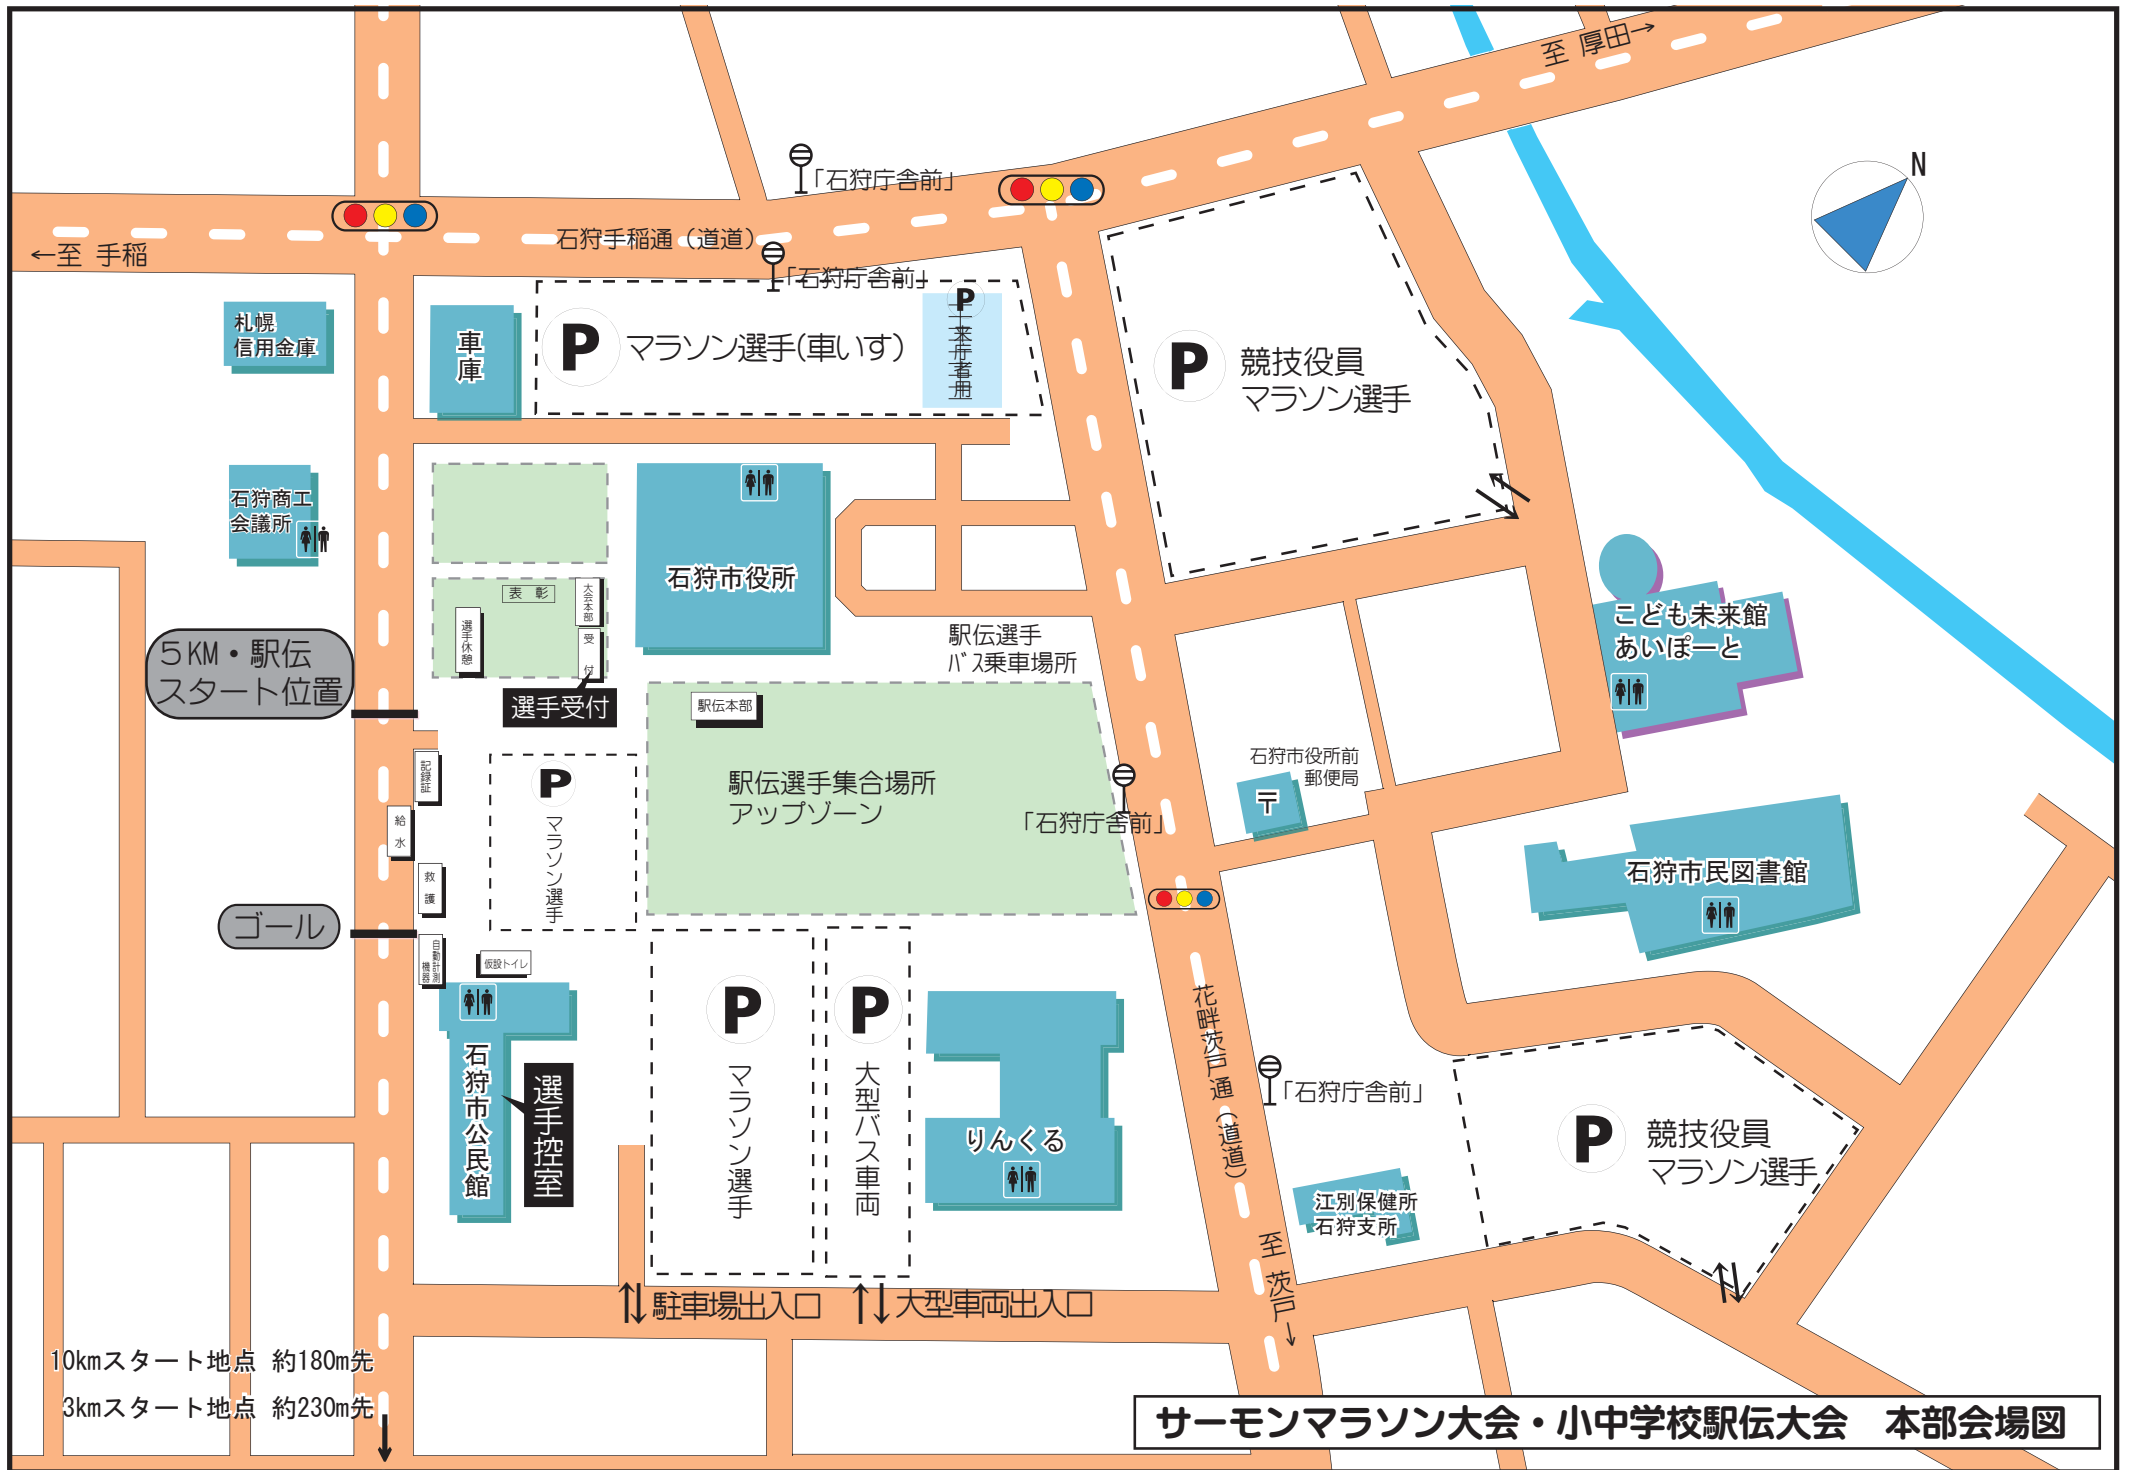 至 厚田→
N
「石狩庁舎前」
石狩手稲通（道道）
←至 手稲
「石狩庁舎前」
札幌
信用金庫
車庫
P
マラソン選手(車いす)
P
来庁者用
P
競技役員
マラソン選手
石狩商工
会議所
石狩市役所
表 彰
大会本部
選手休憩
受 付
選手受付
5KM・駅伝
スタート位置
駅伝選手
バス乗車場所
こども未来館
あいぽーと
駅伝本部
駅伝選手集合場所
アップゾーン
「石狩庁舎前」
石狩市役所前
郵便局
〒
記録証
給水
救護
P
マラソン選手
石狩市民図書館
ゴール
自動計測
機器
仮設トイレ
石狩市公民館
選手控室
P
マラソン選手
P
大型バス車両
りんくる
花畔茨戸通（道道）
「石狩庁舎前」
P
競技役員
マラソン選手
江別保健所
石狩支所
至 茨戸→
駐車場出入口
大型車両出入口
10kmスタート地点 約180m先
3kmスタート地点 約230m先
サーモンマラソン大会・小中学校駅伝大会　本部会場図